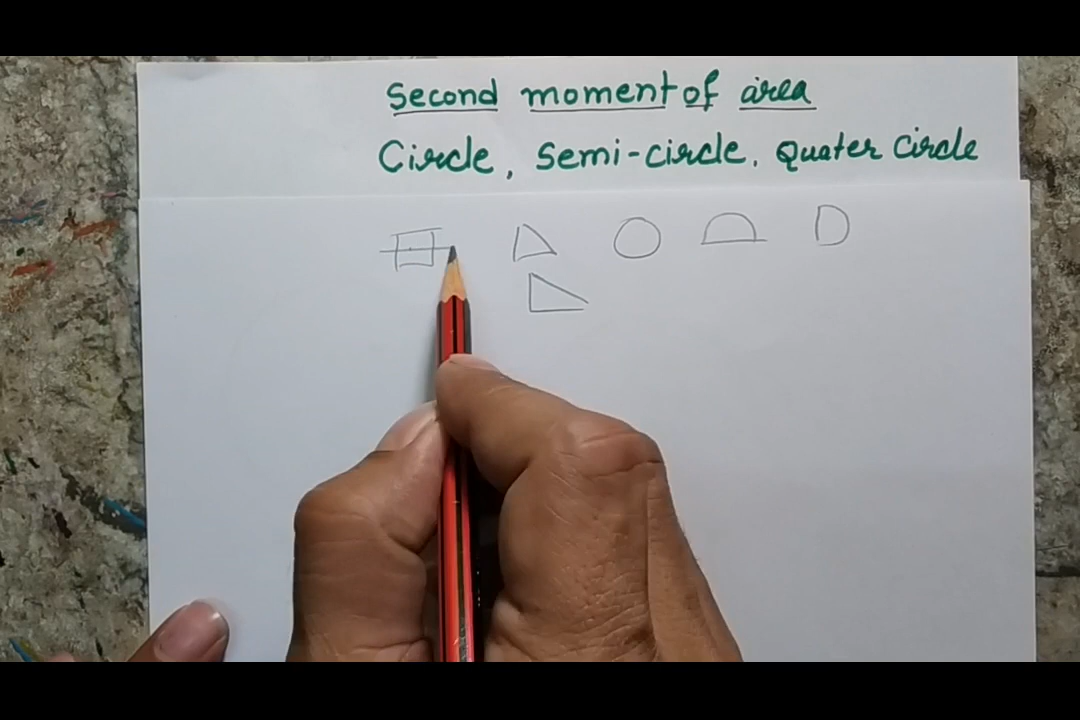 Second moment of area
Circle, Semi-circle, Quater Circle